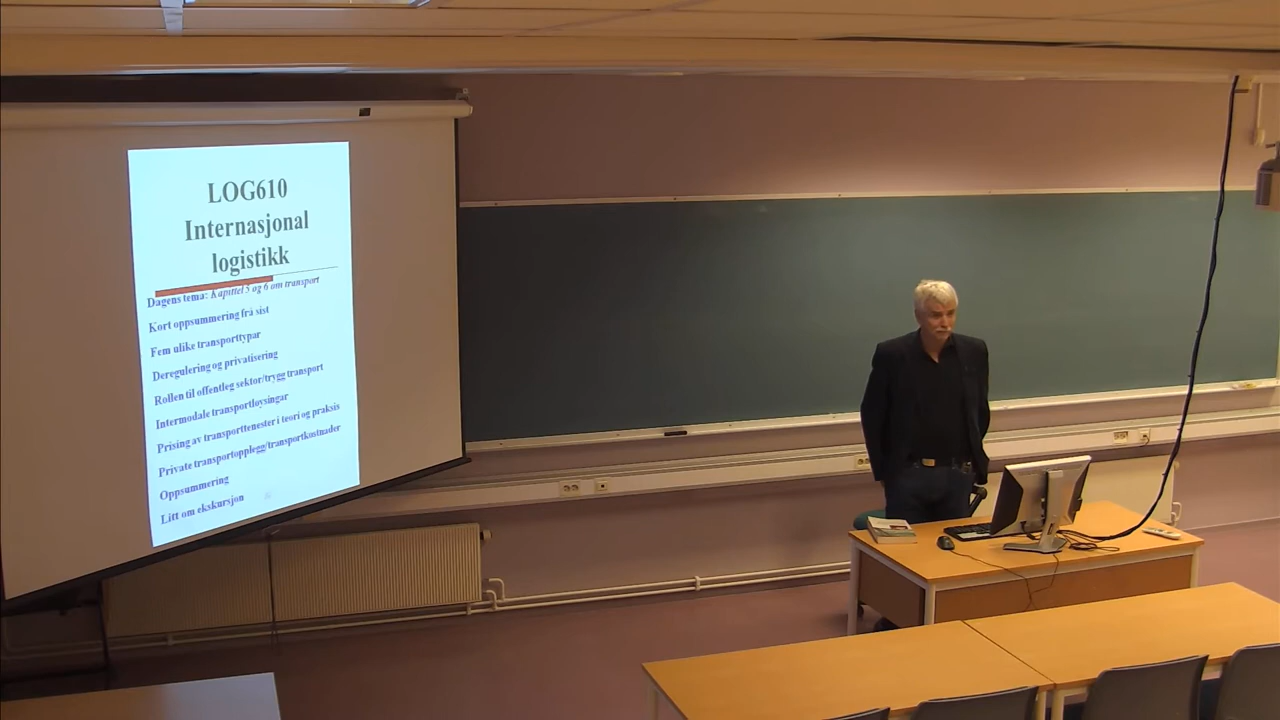 LOG610
Internasjonal
logistikk
Dagens tema: Kapittel 5 og 6 om transport
Kort oppsummering frå sist
Fem ulike transporttypar
Deregulering og privatisering
Rollen til offentleg sektor/trygg transport
Intermodale transportløysingar
Prising av transporttenester i teori og praksis
Private transportopplegg/transportkostnader
Oppsummering
Litt om ekskursjon